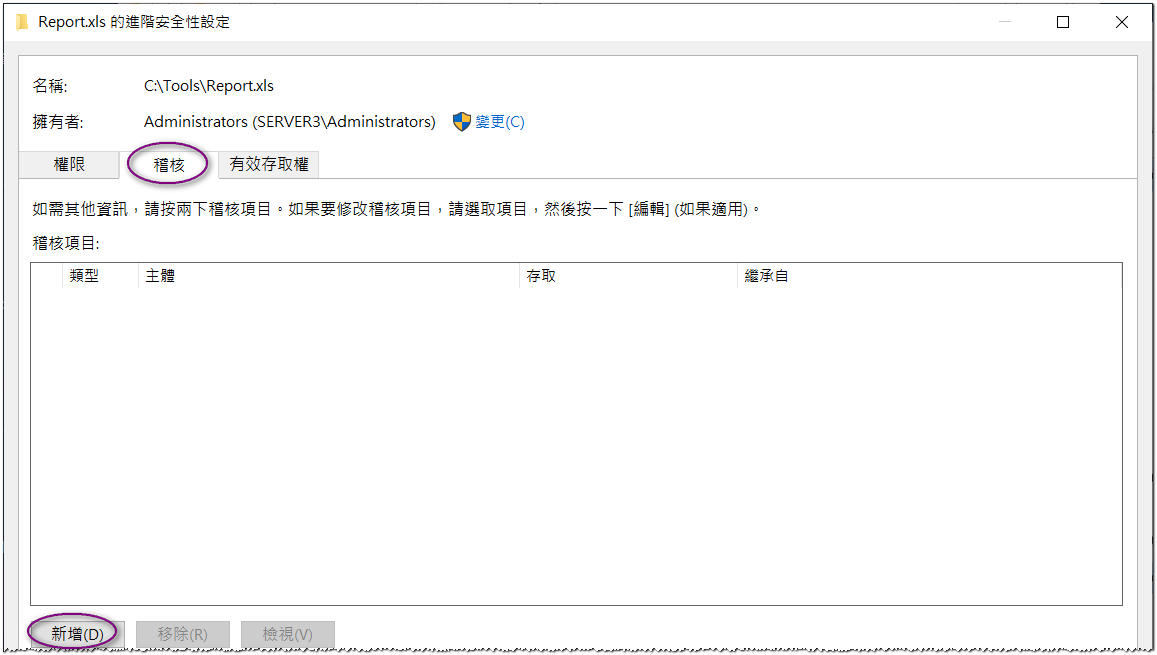 Report.xls 的進階安全性設定
名稱: C:\Tools\Report.xls
擁有者: Administrators (SERVER3\Administrators) 變更(C)
權限 稽核 有效存取權
如需其他資訊，請按兩下稽核項目。如果要修改稽核項目，請選取項目，然後按一下 [編輯] (如果適用)。
稽核項目:
類型 主體 存取 繼承自
新增(D) 移除(R) 檢視(V)